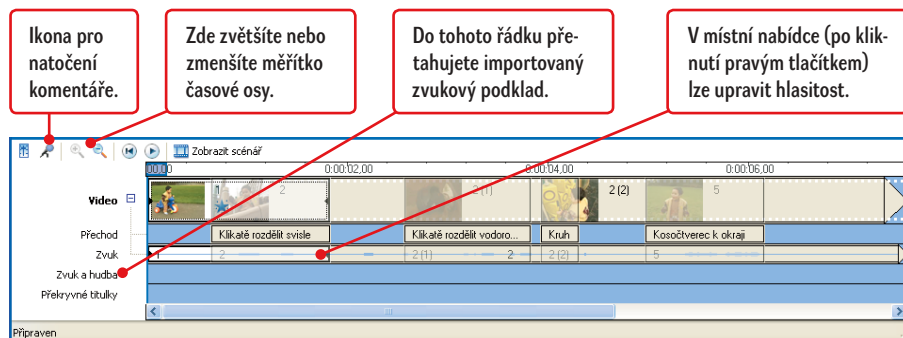 Ikona pro
natočení
komentáře.
Zde zvětšíte nebo
zmenšíte měřítko
časové osy.
Do tohoto řádku pře-
tahujete importovaný
zvukový podklad.
V místní nabídce (po klik-
nutí pravým tlačítkem)
lze upravit hlasitost.
Zobrazit scénář
0:00:02,00 0:00:04,00 0:00:06,00
Video 1 2 2 (1) 2 (2) 5
Přechod Klikatě rozdělit svisle Klikatě rozdělit vodoro... Kruh Kosočtverec k okraji
Zvuk 1 2 2 (1) 2 2 (2) 5
Zvuk a hudba
Překryvné titulky
Připraven